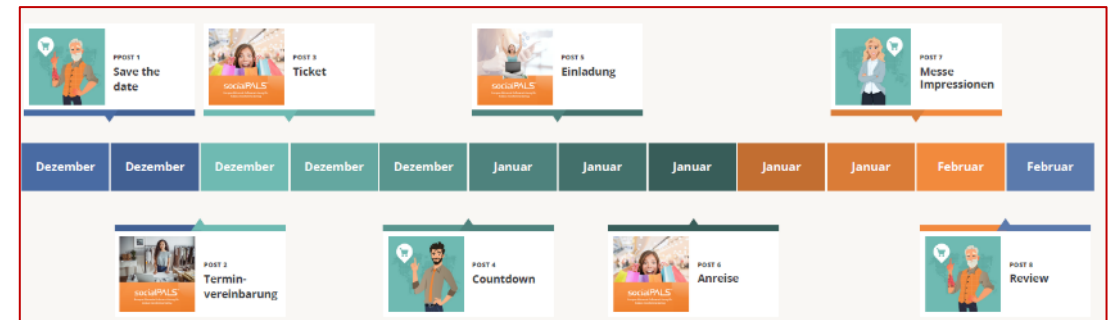 PPOST 1
Save the
date
POST 3
Ticket
socialPALS
POST 5
Einladung
socialPALS
POST 7
Messe
Impressionen
Dezember
Dezember
Dezember
Dezember
Dezember
Januar
Januar
Januar
Januar
Januar
Februar
Februar
POST 2
Termin-
vereinbarung
socialPALS
POST 4
Countdown
POST 6
Anreise
socialPALS
POST 8
Review